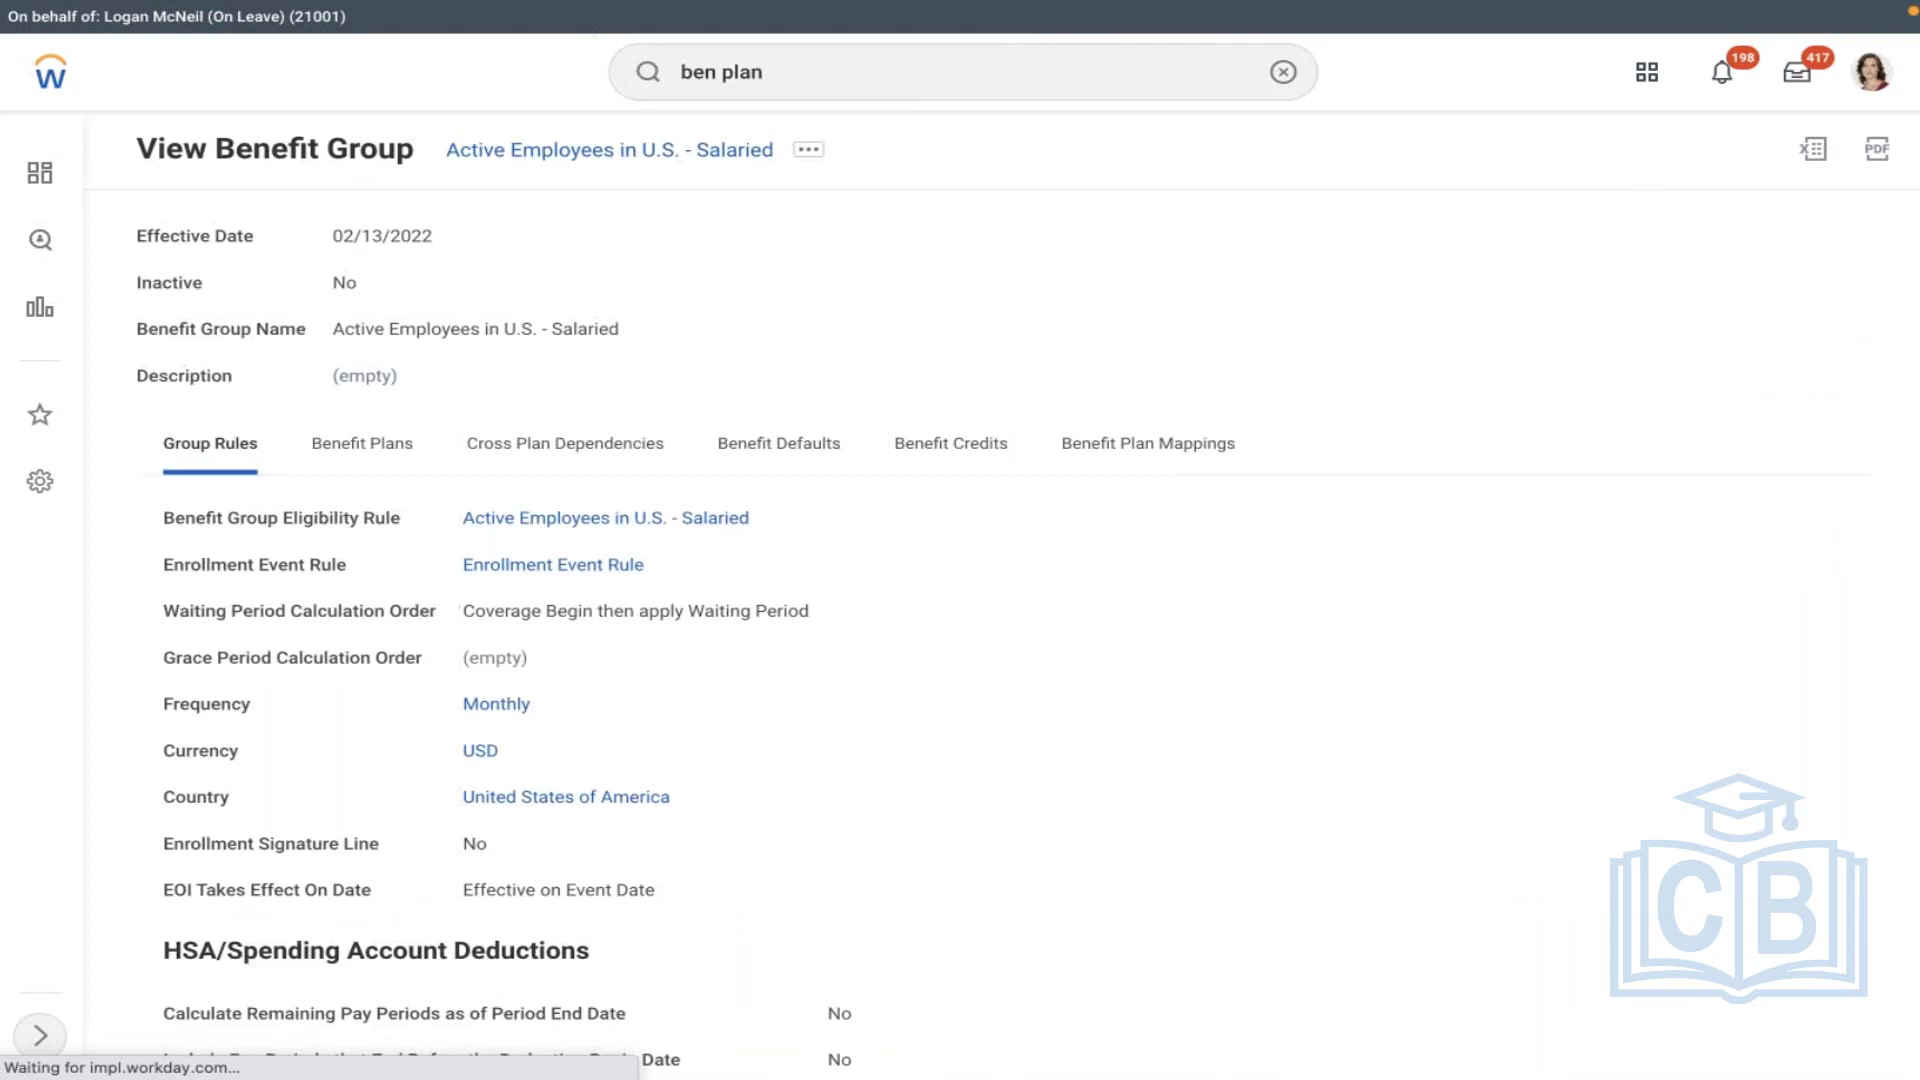 On behalf of: Logan McNeil (On Leave) (21001)
W
ben plan
198
417
View Benefit Group Active Employees in U.S. - Salaried
PDF
Effective Date 02/13/2022
Inactive No
Benefit Group Name Active Employees in U.S. - Salaried
Description (empty)
Group Rules Benefit Plans Cross Plan Dependencies Benefit Defaults Benefit Credits Benefit Plan Mappings
Benefit Group Eligibility Rule Active Employees in U.S. - Salaried
Enrollment Event Rule Enrollment Event Rule
Waiting Period Calculation Order Coverage Begin then apply Waiting Period
Grace Period Calculation Order (empty)
Frequency Monthly
Currency USD
Country United States of America
Enrollment Signature Line No
EOI Takes Effect On Date Effective on Event Date
HSA/Spending Account Deductions
Calculate Remaining Pay Periods as of Period End Date No
Date No
Waiting for impl.workday.com...
CB